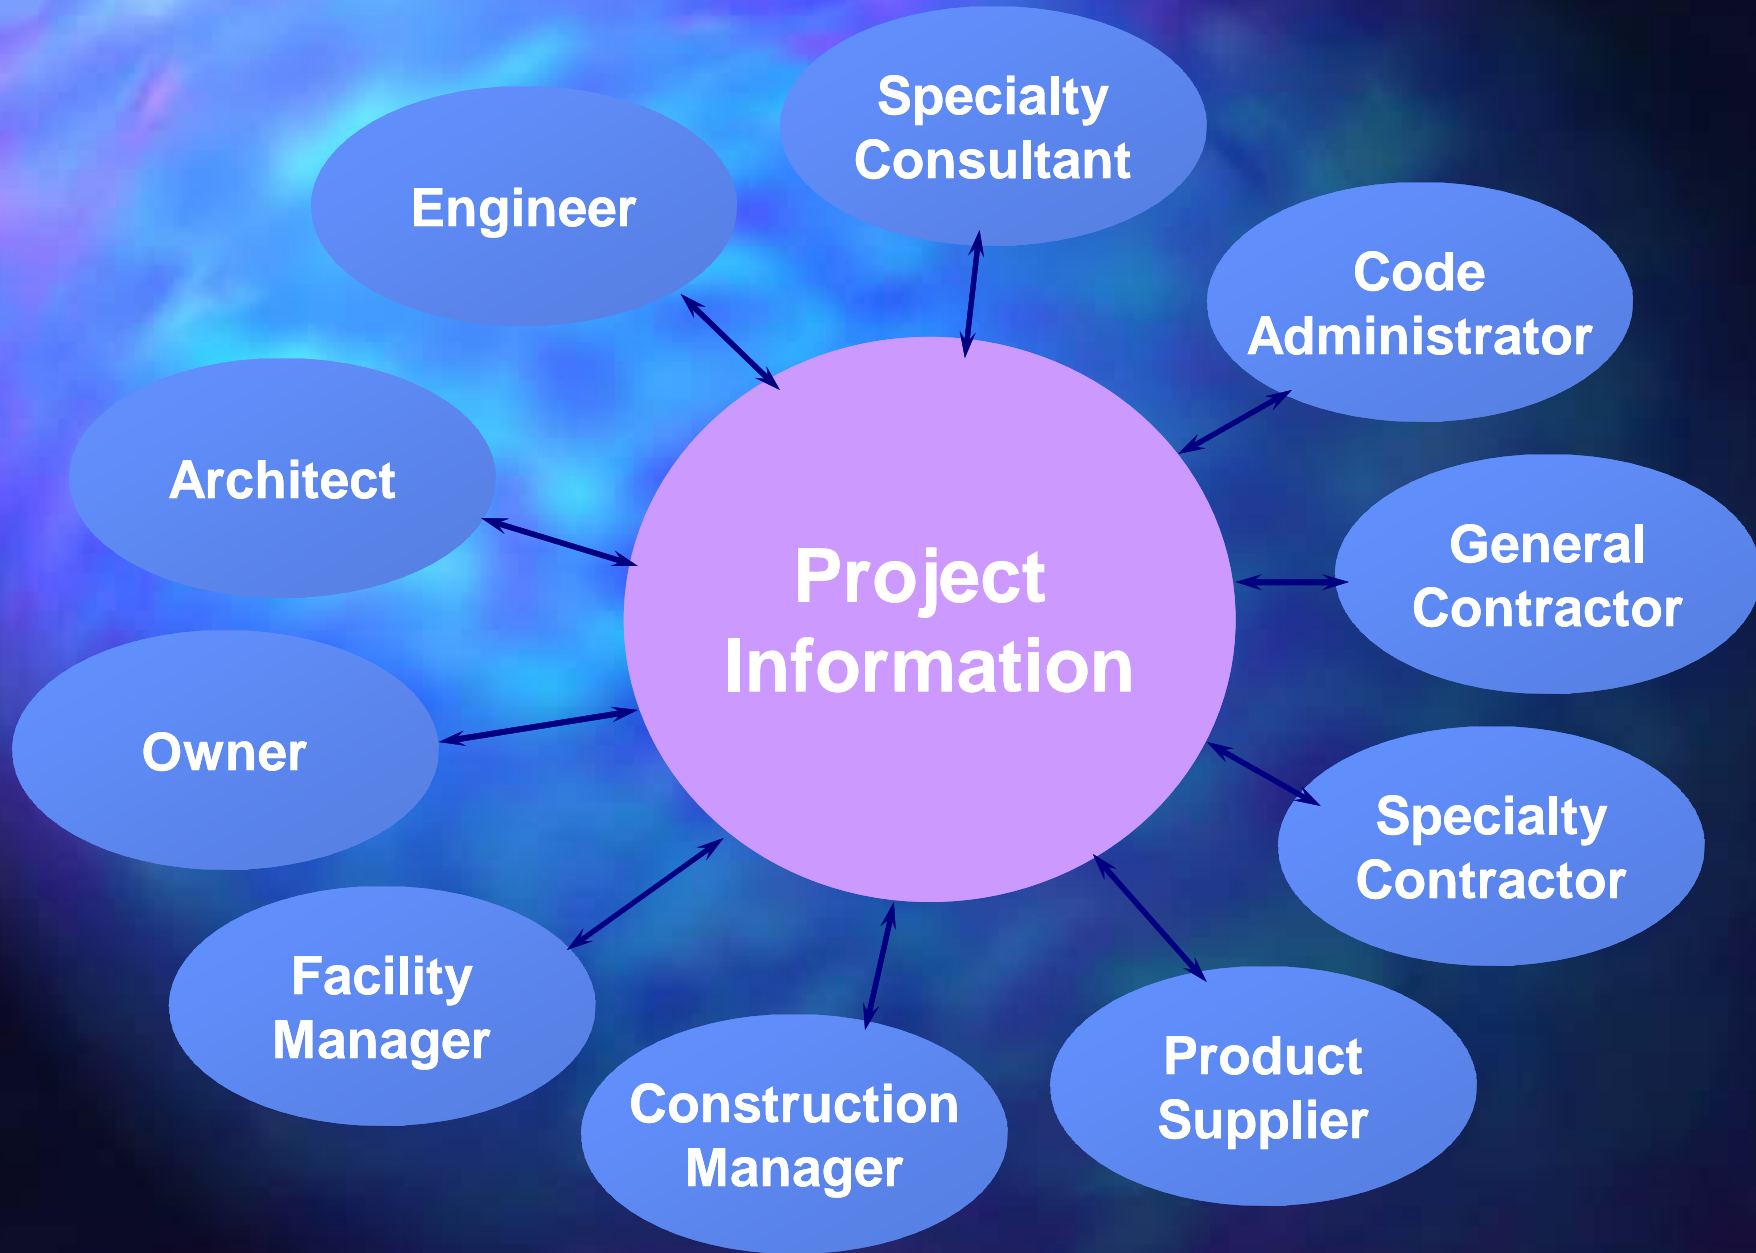 Specialty
Consultant
Engineer
Code
Administrator
Architect
General
Contractor
Project
Information
Owner
Specialty
Contractor
Facility
Manager
Product
Supplier
Construction
Manager